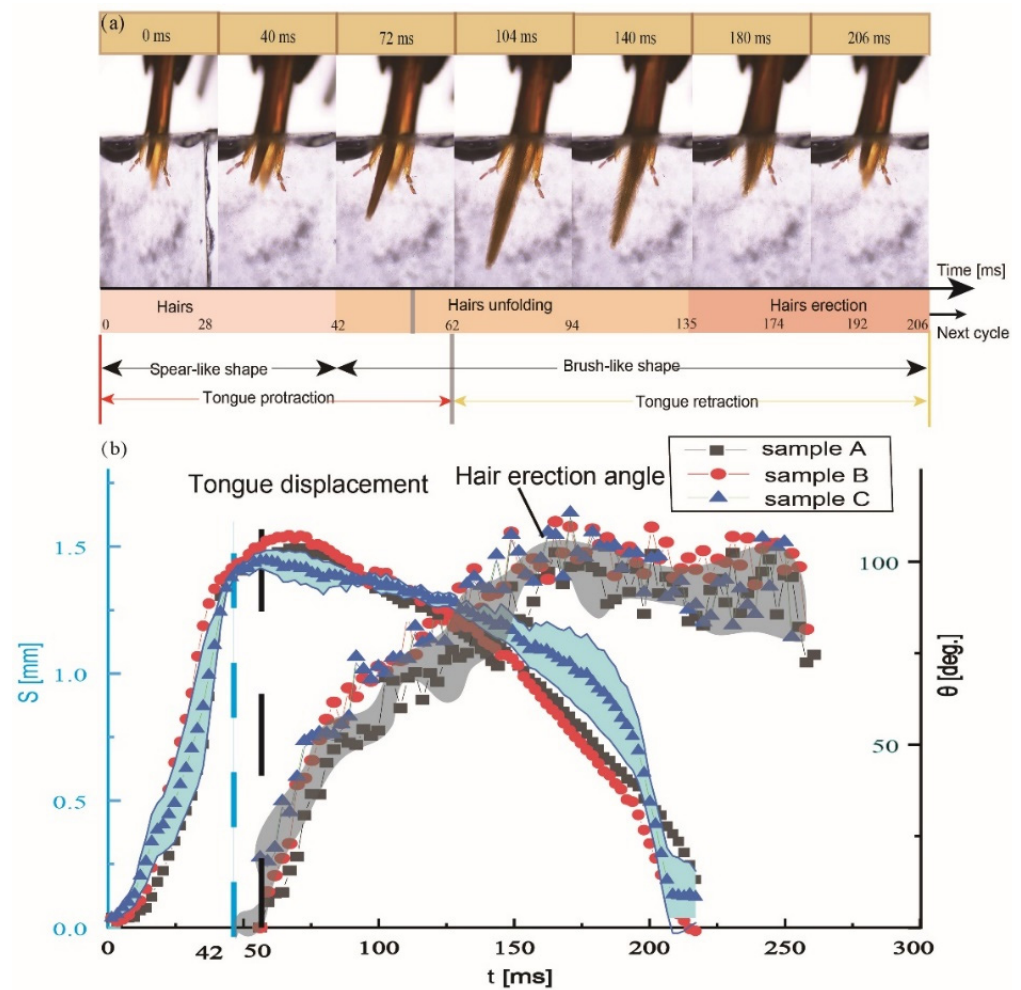 (a)
0 ms 40 ms 72 ms 104 ms 140 ms 180 ms 206 ms
Time [ms]
Hairs Hairs unfolding Hairs erection
0 28 42 62 94 135 174 192 206
Next cycle
Spear-like shape Brush-like shape
Tongue protraction Tongue retraction
(b)
sample A
sample B
sample C
Tongue displacement Hair erection angle
1.5 100
1.0
50
0.5
0.0
S [mm]
θ [deg.]
0 42 50 100 150 200 250 300
t [ms]